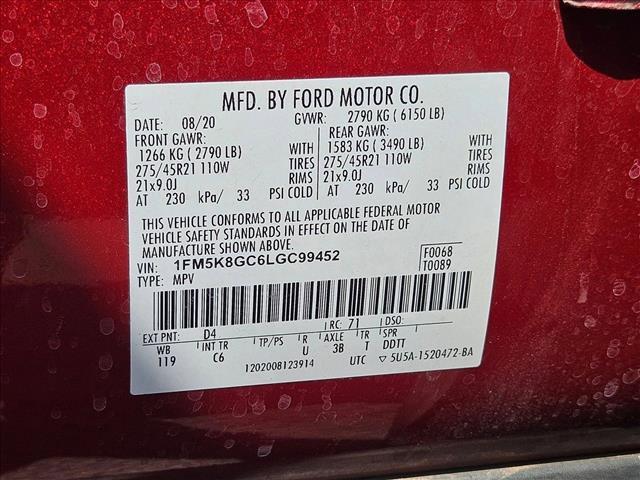 MFD. BY FORD MOTOR CO.
DATE: 08/20 GVWR: 2790 KG ( 6150 LB)
FRONT GAWR: REAR GAWR:
1266 KG ( 2790 LB) WITH 1583 KG ( 3490 LB) WITH
275/45R21 110W TIRES 275/45R21 110W TIRES
21x9.0J RIMS 21x9.0J RIMS
AT 230 kPa/ 33 PSI COLD AT 230 kPa/ 33 PSI COLD
THIS VEHICLE CONFORMS TO ALL APPLICABLE FEDERAL MOTOR
VEHICLE SAFETY STANDARDS IN EFFECT ON THE DATE OF
MANUFACTURE SHOWN ABOVE.
VIN: 1FM5K8GC6LGC99452 F0068
TYPE: MPV T0089
EXT PNT: D4 RC: 71 DSO:
WB INT TR TP/PS R AXLE TR SPR
119 C6 U 3B T DDTT
1202008123914 UTC ▽ 5U5A-1520472-BA